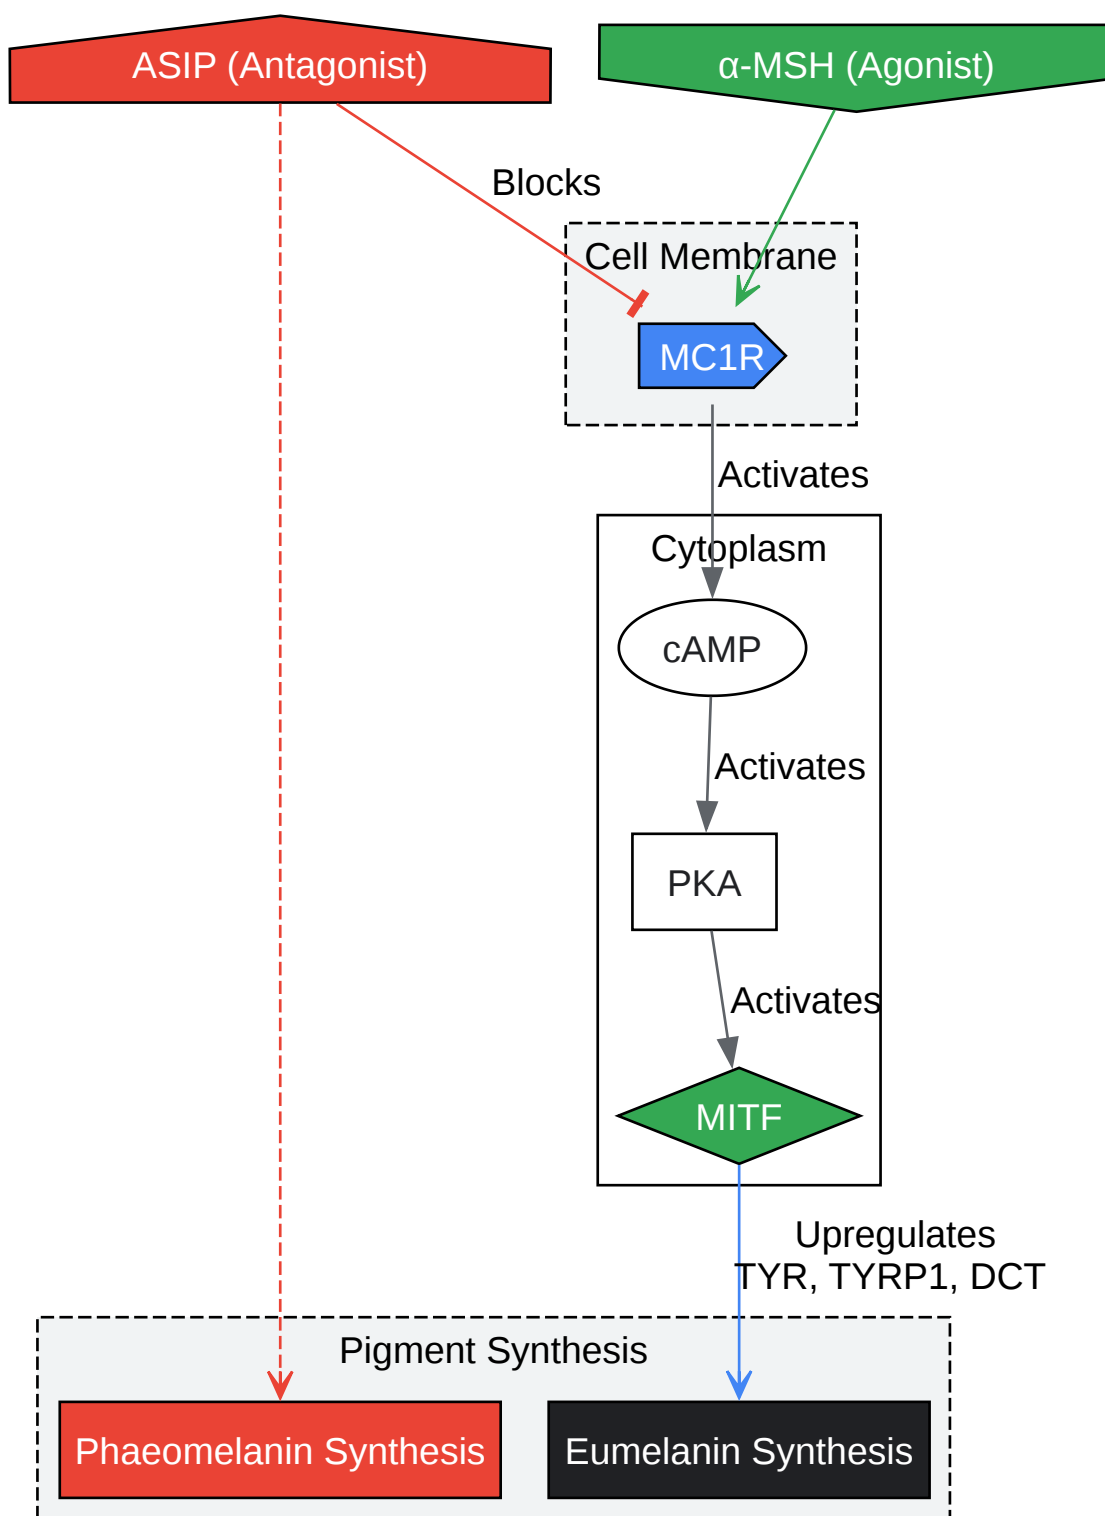 ASIP (Antagonist)
α-MSH (Agonist)
Blocks
Cell Membrane
MC1R
Activates
Cytoplasm
cAMP
Activates
PKA
Activates
MITF
Upregulates
TYR, TYRP1, DCT
Pigment Synthesis
Phaeomelanin Synthesis
Eumelanin Synthesis